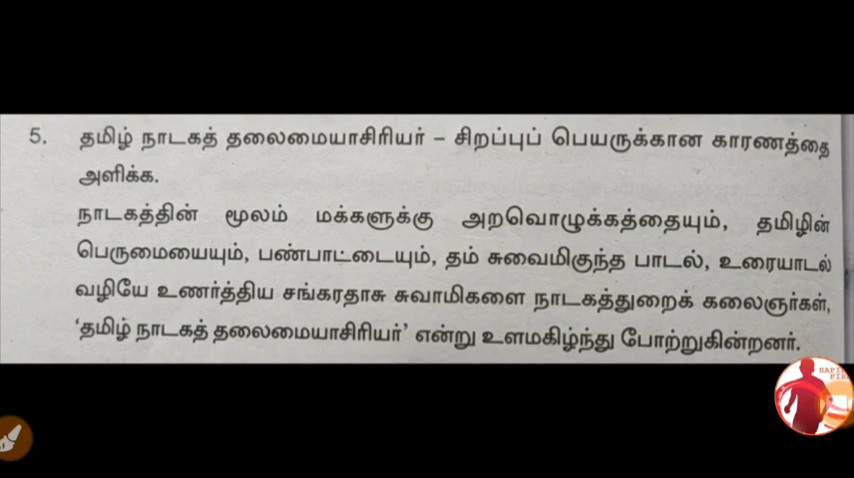 5. தமிழ் நாடகத் தலைமையாசிரியர் – சிறப்புப் பெயருக்கான காரணத்தை
அளிக்க.
நாடகத்தின் மூலம் மக்களுக்கு அறவொழுக்கத்தையும், தமிழின்
பெருமையையும், பண்பாட்டையும், தம் சுவைமிகுந்த பாடல், உரையாடல்
வழியே உணர்த்திய சங்கரதாசு சுவாமிகளை நாடகத்துறைக் கலைஞர்கள்,
‘தமிழ் நாடகத் தலைமையாசிரியர்’ என்று உளமகிழ்ந்து போற்றுகின்றனர்.